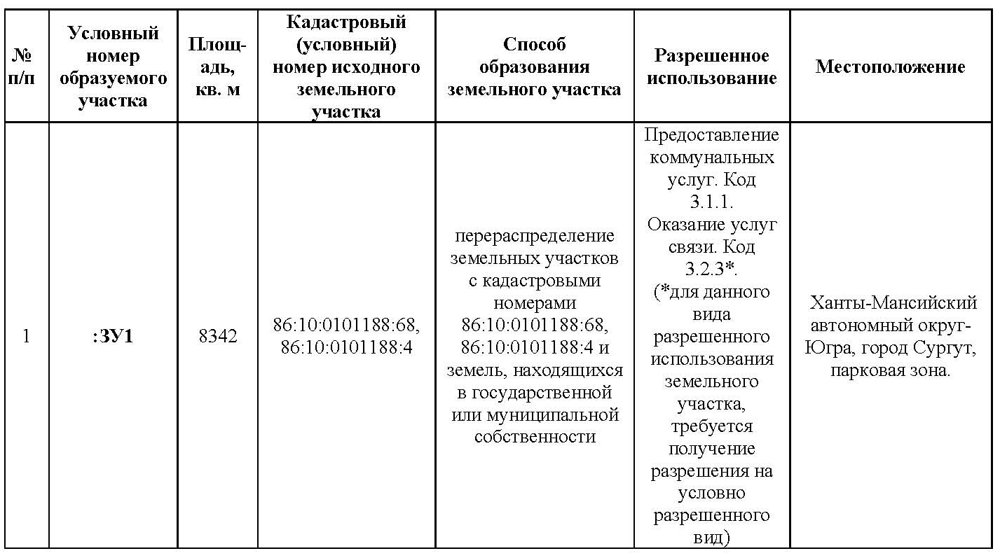 №
п/п
Условный
номер
образуемого
участка
Площ-
адь,
кв. м
Кадастровый
(условный)
номер исходного
земельного
участка
Способ
образования
земельного участка
Разрешенное
использование
Местоположение
1
:ЗУ1
8342
86:10:0101188:68,
86:10:0101188:4
перераспределение
земельных участков
с кадастровыми
номерами
86:10:0101188:68,
86:10:0101188:4 и
земель, находящихся
в государственной
или муниципальной
собственности
Предоставление
коммунальных
услуг. Код
3.1.1.
Оказание услуг
связи. Код
3.2.3*.
(*для данного
вида
разрешенного
использования
земельного
участка,
требуется
получение
разрешения на
условно
разрешенного
вид)
Ханты-Мансийский
автономный округ-
Югра, город Сургут,
парковая зона.